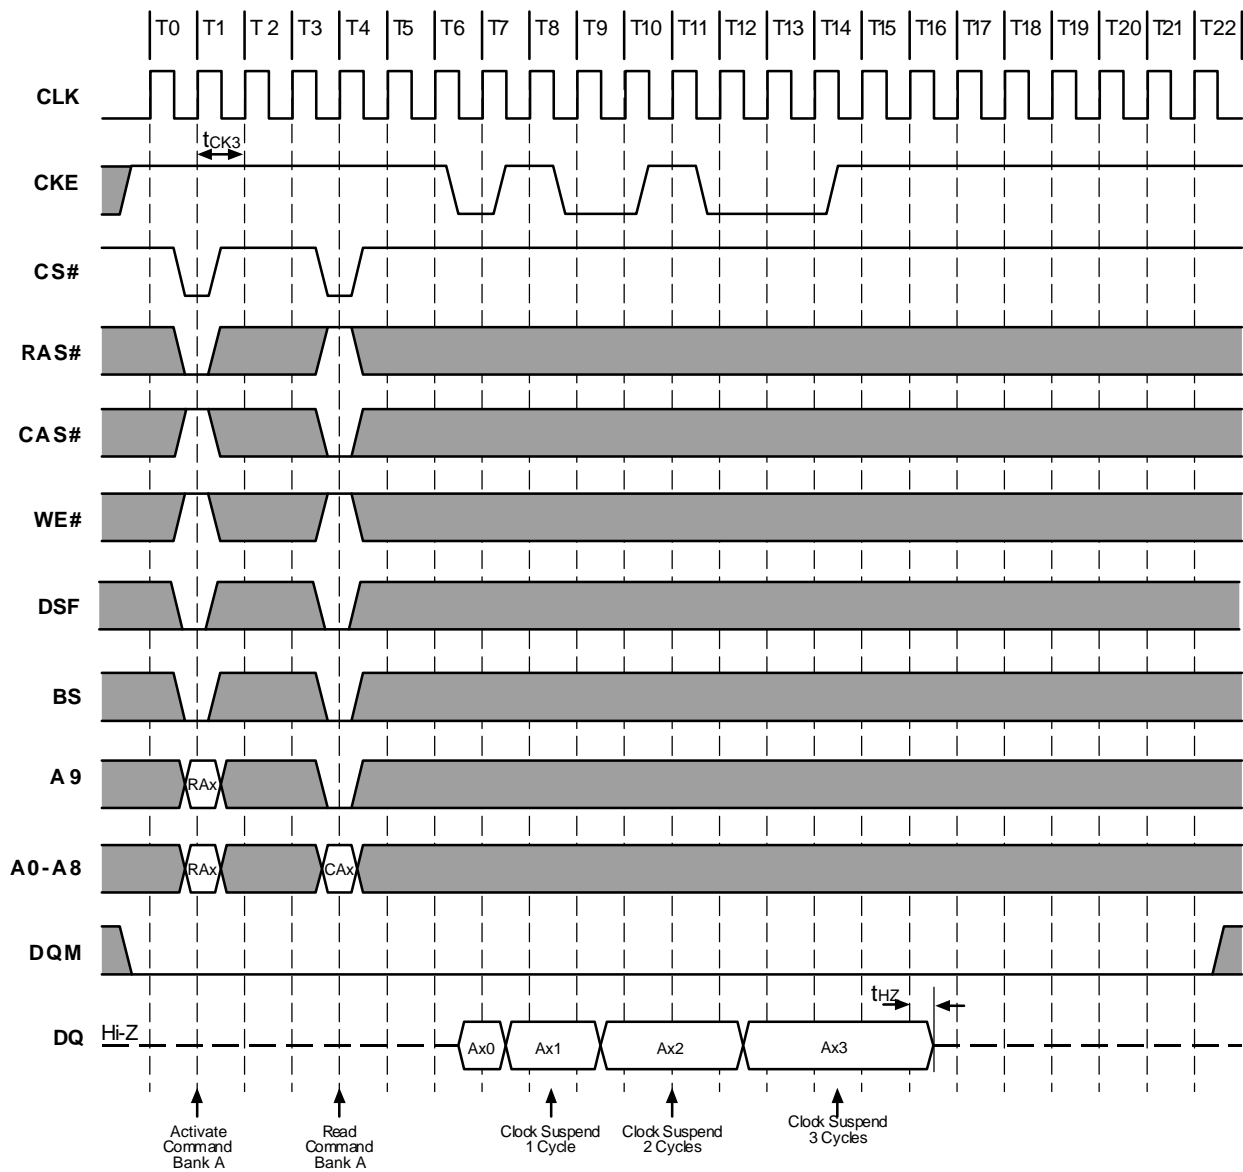 T0 T1 T 2 T3 T4 T5 T6 T7 T8 T9 T10 T11 T12 T13 T14 T15 T16 T17 T18 T19 T20 T21 T22
CLK
tCK3
CKE
CS#
RAS#
CAS#
WE#
DSF
BS
A9
RAx
A0-A8
RAx CAx
DQM
tHZ
DQ Hi-Z
Ax0 Ax1 Ax2 Ax3
Activate
Command
Bank A
Read
Command
Bank A
Clock Suspend
1 Cycle
Clock Suspend
2 Cycles
Clock Suspend
3 Cycles